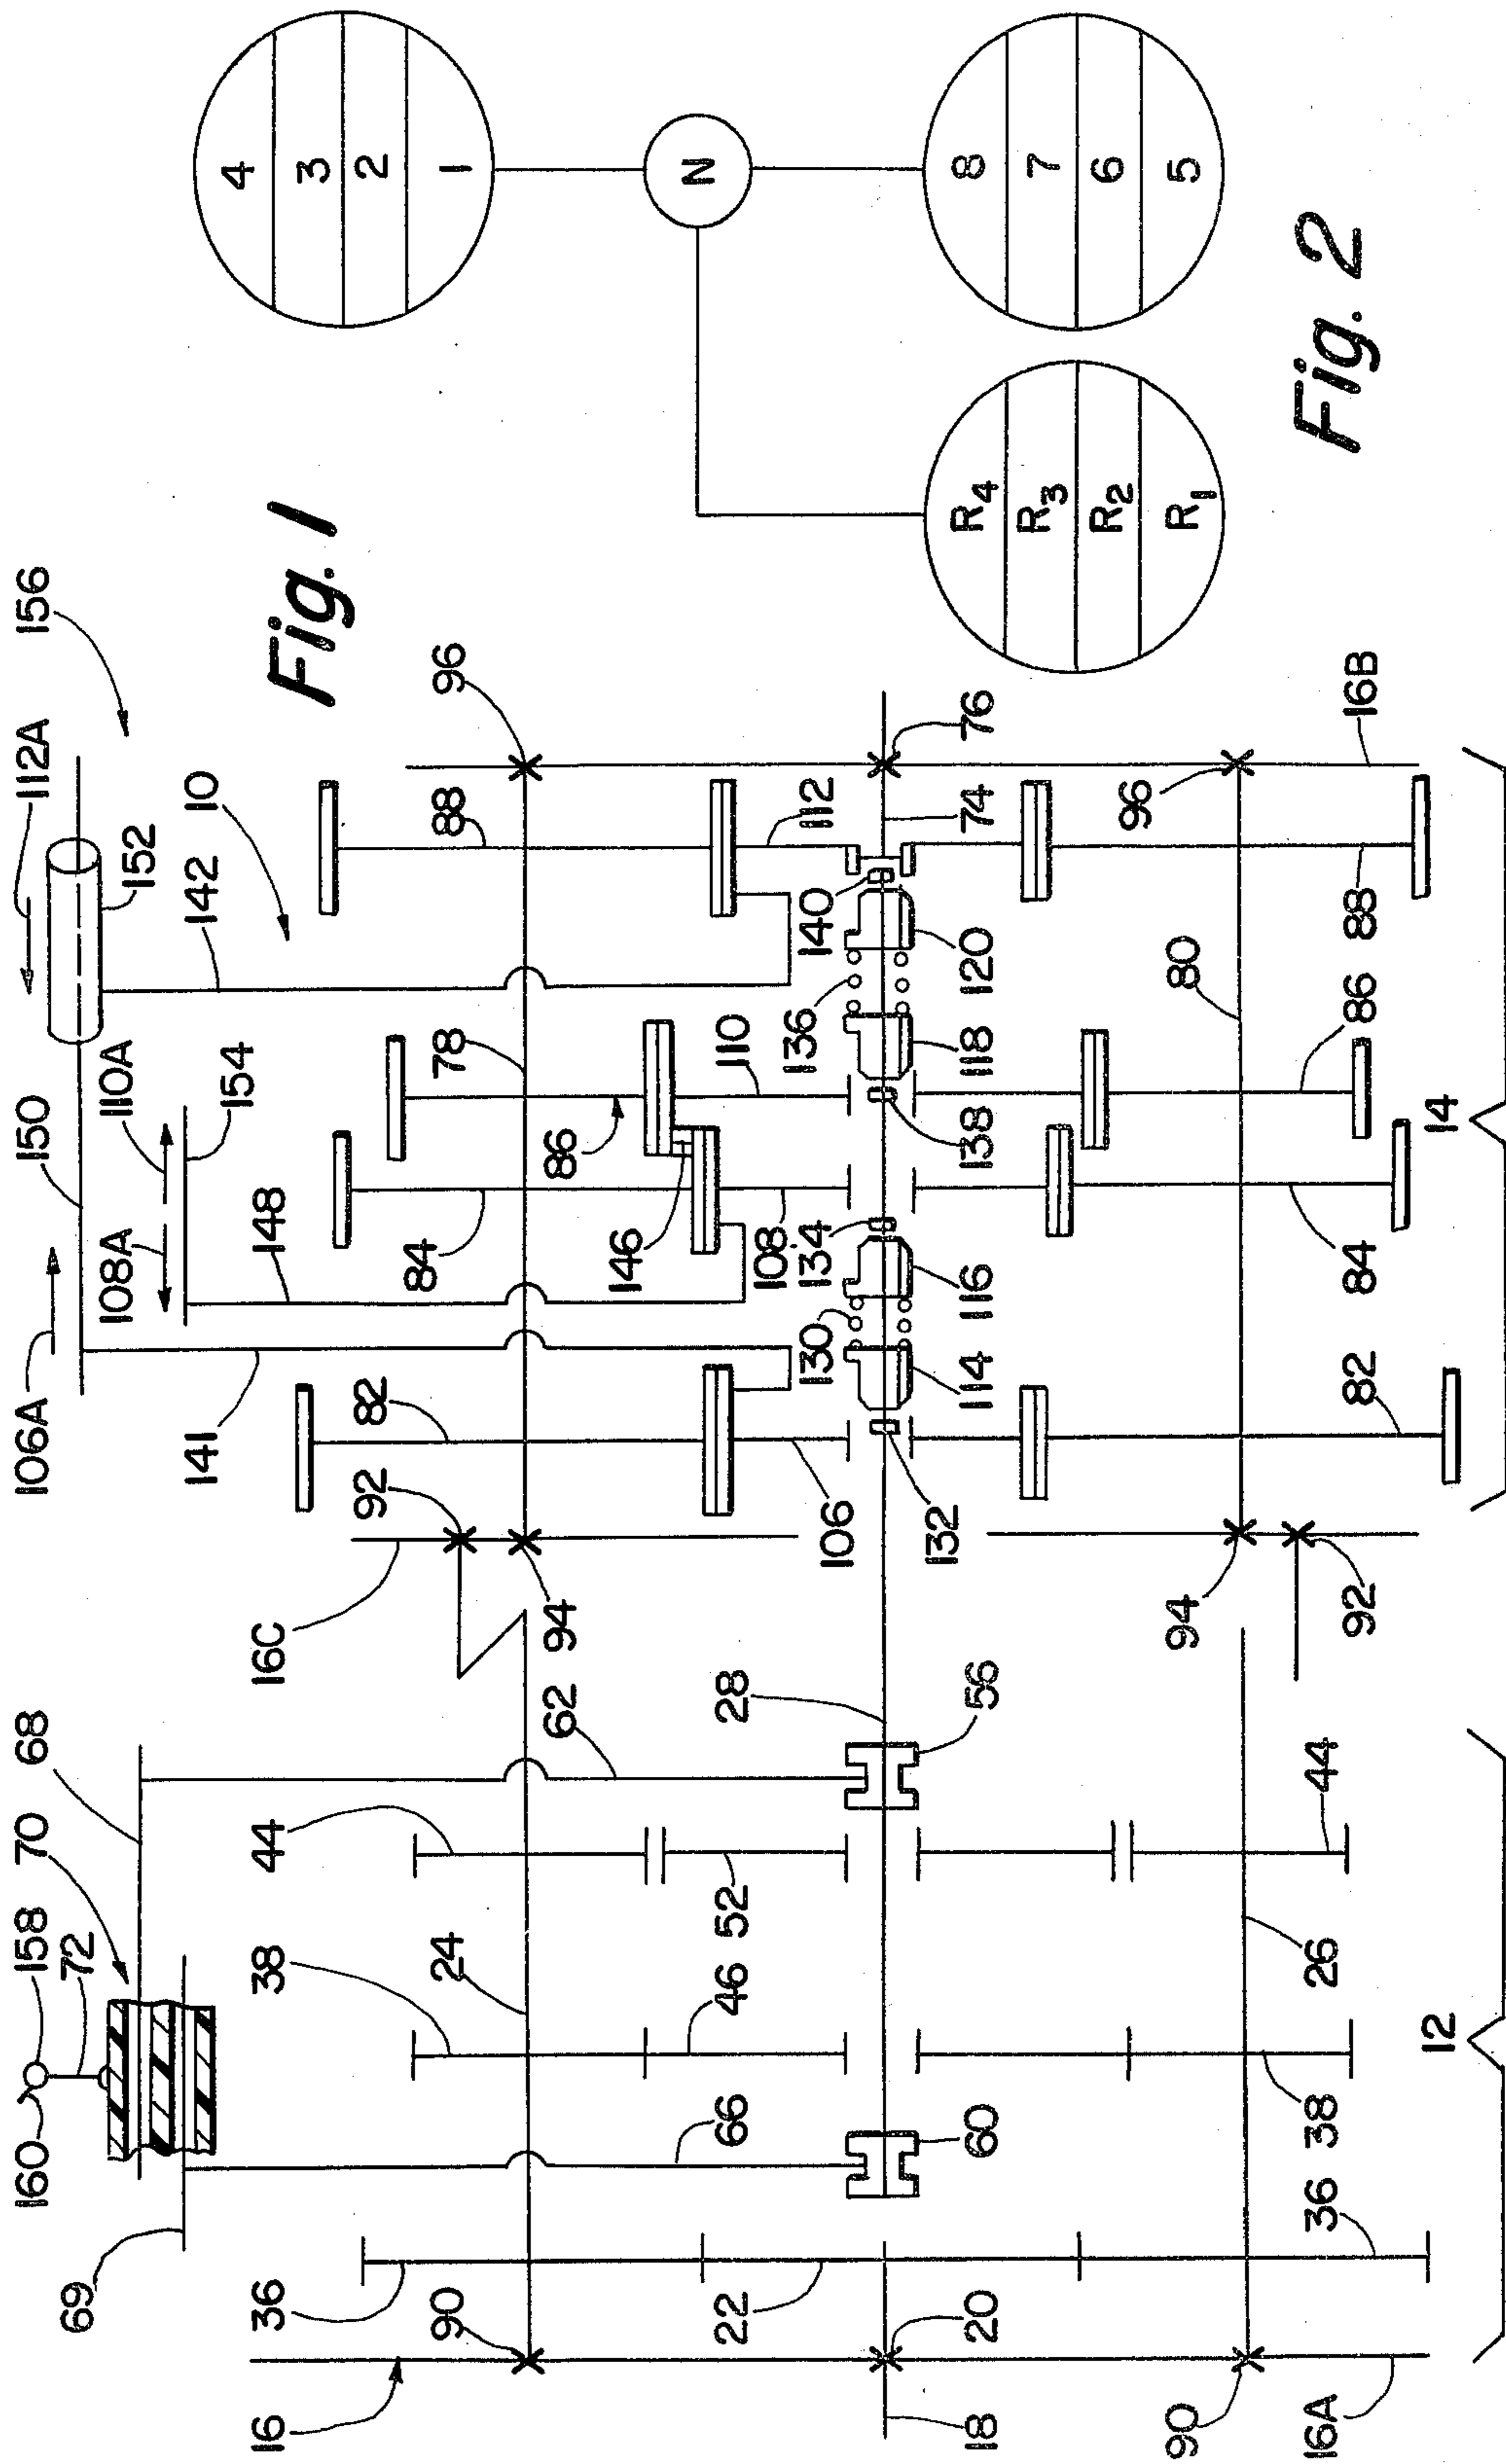 160 158 70 68 106A 150 112A 156
69 72 110A
108A 152
141 154 142 10
16 36 38 44 16C 148
Fig. 1
92 82
90 24 84 78 88 96
94 62 86
146
22 66 46 52 28 108 110
106 130 134 136 140 112
18 20 60 56 132 114 116 138 118 120 74 76
90 94 80 96
16A 36 38 26 44 92 82 84 86 88 16B
12 14
4
3
2
1
N
R4 8
R3 7
R2 6
R1 5
Fig. 2